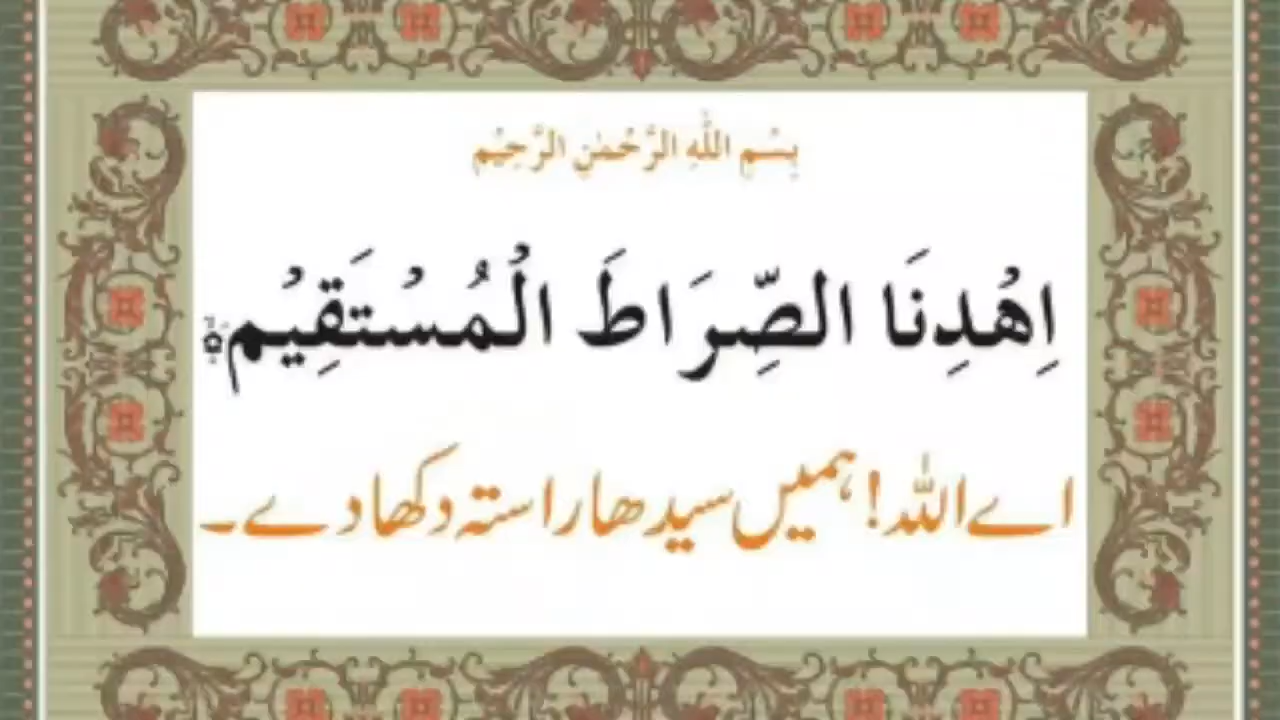 بِسْمِ اللّٰهِ الرَّحْمٰنِ الرَّحِيْمِ
اِهْدِنَا الصِّرَاطَ الْمُسْتَقِيْمَ ۙ۝
اے اللہ! ہمیں سیدھا راستہ دکھا دے۔